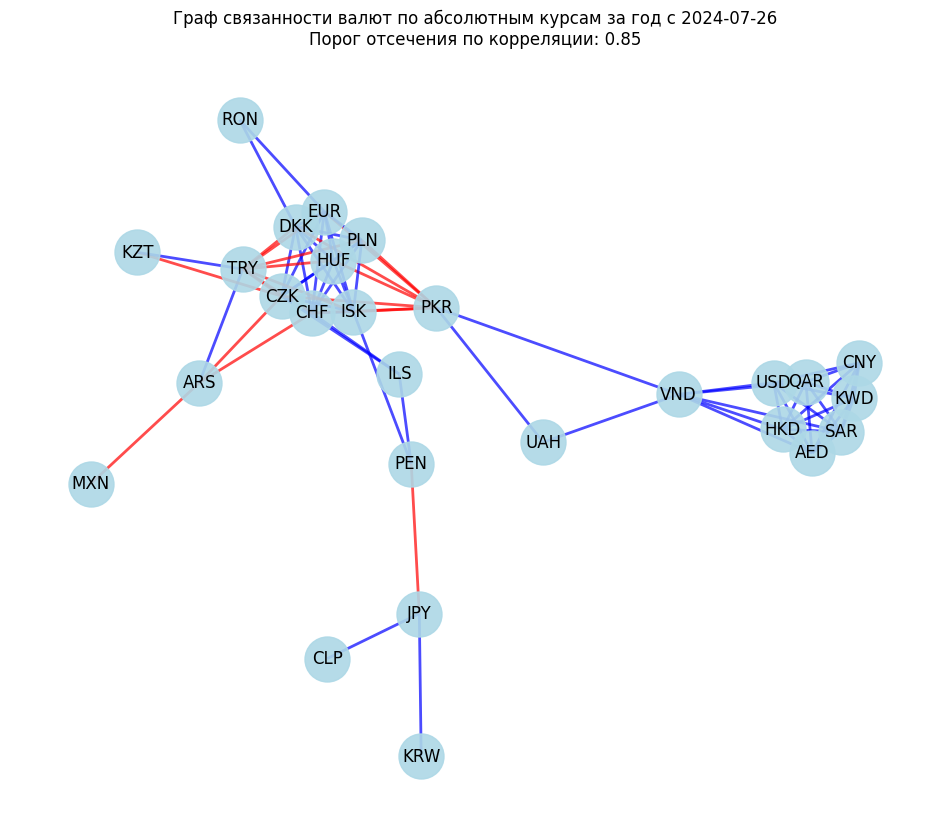 Граф связанности валют по абсолютным курсам за год с 2024-07-26
Порог отсечения по корреляции: 0.85
RON
EUR
DKK
PLN
KZT
HUF
TRY
CZK
PKR
CHF
ISK
CNY
ILS
USD
QAR
ARS
VND
KWD
HKD
SAR
UAH
AED
PEN
MXN
JPY
CLP
KRW